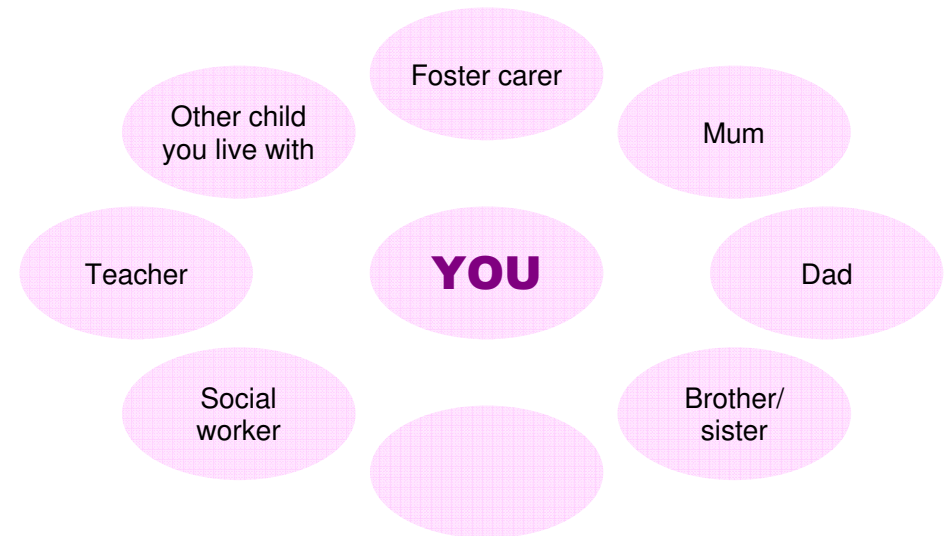 Foster carer
Other child
you live with
Mum
Teacher
YOU
Dad
Social
worker
Brother/
sister